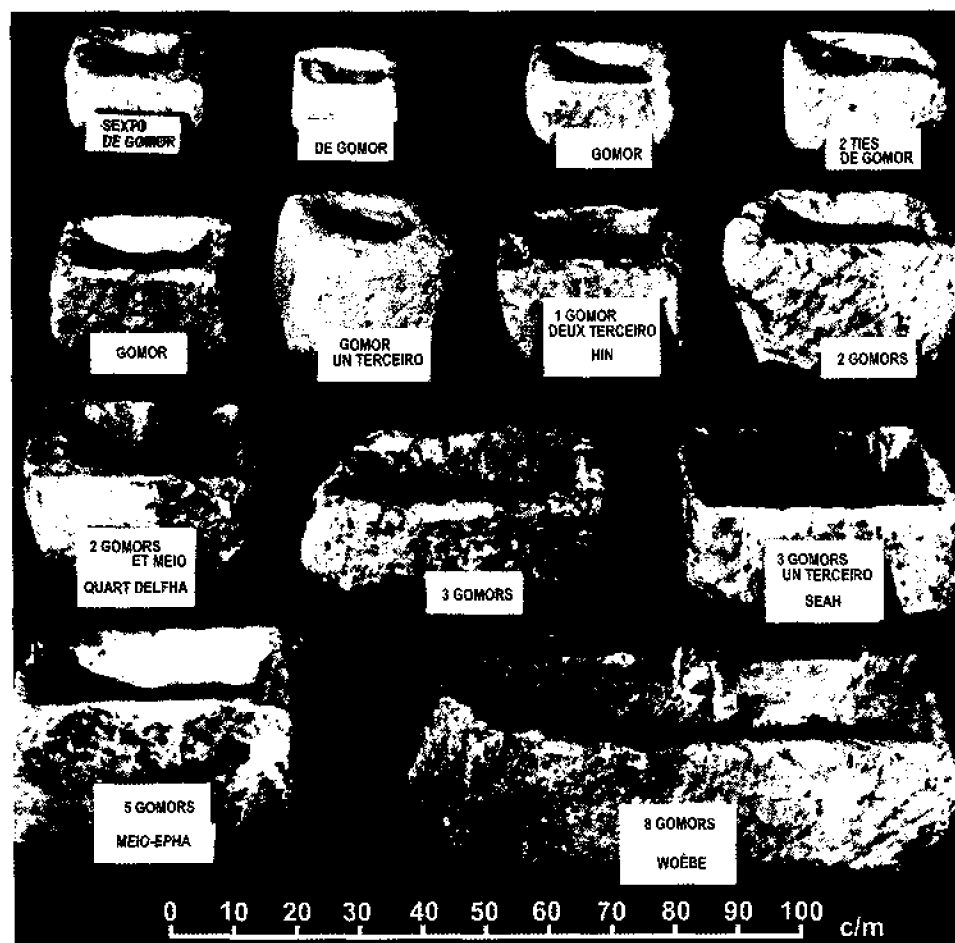 SEXTO
DE GOMOR
DE GOMOR
GOMOR
2 TIES
DE GOMOR
GOMOR
GOMOR
UN TERCEIRO
1 GOMOR
DEUX TERCEIRO
HIN
2 GOMORS
2 GOMORS
ET MEIO
QUART DELFHA
3 GOMORS
3 GOMORS
UN TERCEIRO
SEAH
5 GOMORS
MEIO-EPHA
8 GOMORS
WOÈBE
0 10 20 30 40 50 60 70 80 90 100
c/m